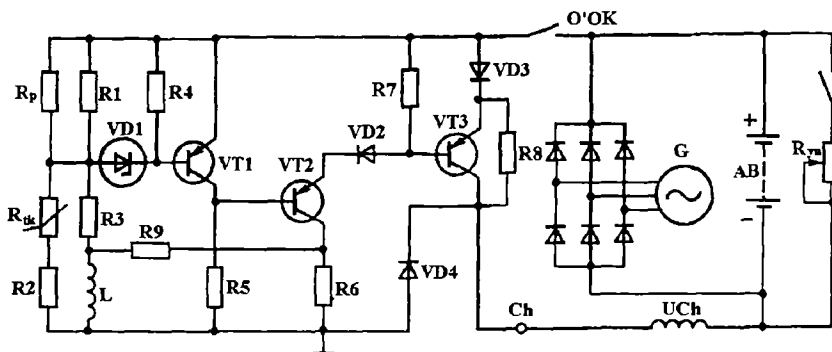 O'OK
Rp
R1
R4
R7
VD3
VD1
VT1
VT2
VD2
VT3
R8
G
+
AB
−
Rtk
R3
R9
R2
L
R5
R6
VD4
Ch
UCh